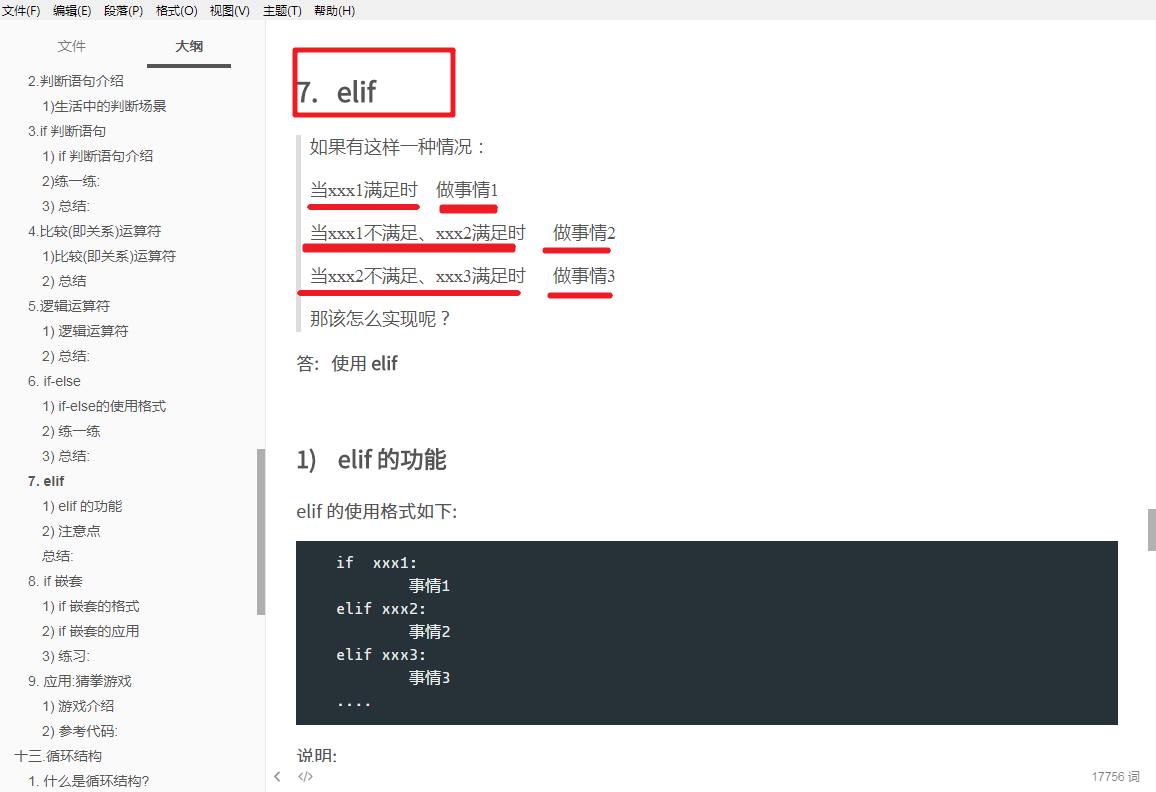 文件(F) 编辑(E) 段落(P) 格式(O) 视图(V) 主题(T) 帮助(H)
文件 大纲
2.判断语句介绍
1)生活中的判断场景
3.if 判断语句
1) if 判断语句介绍
2)练一练:
3) 总结:
4.比较(即关系)运算符
1)比较(即关系)运算符
2) 总结
5.逻辑运算符
1) 逻辑运算符
2) 总结:
6. if-else
1) if-else的使用格式
2) 练一练
3) 总结:
7. elif
1) elif 的功能
2) 注意点
总结:
8. if 嵌套
1) if 嵌套的格式
2) if 嵌套的应用
3) 练习:
9. 应用:猜拳游戏
1) 游戏介绍
2) 参考代码:
十三.循环结构
1. 什么是循环结构?
7. elif
如果有这样一种情况：
当xxx1满足时 做事情1
当xxx1不满足、xxx2满足时 做事情2
当xxx2不满足、xxx3满足时 做事情3
那该怎么实现呢？
答: 使用 elif
1) elif 的功能
elif 的使用格式如下:
if xxx1:
事情1
elif xxx2:
事情2
elif xxx3:
事情3
....
说明:
</> 17756 词